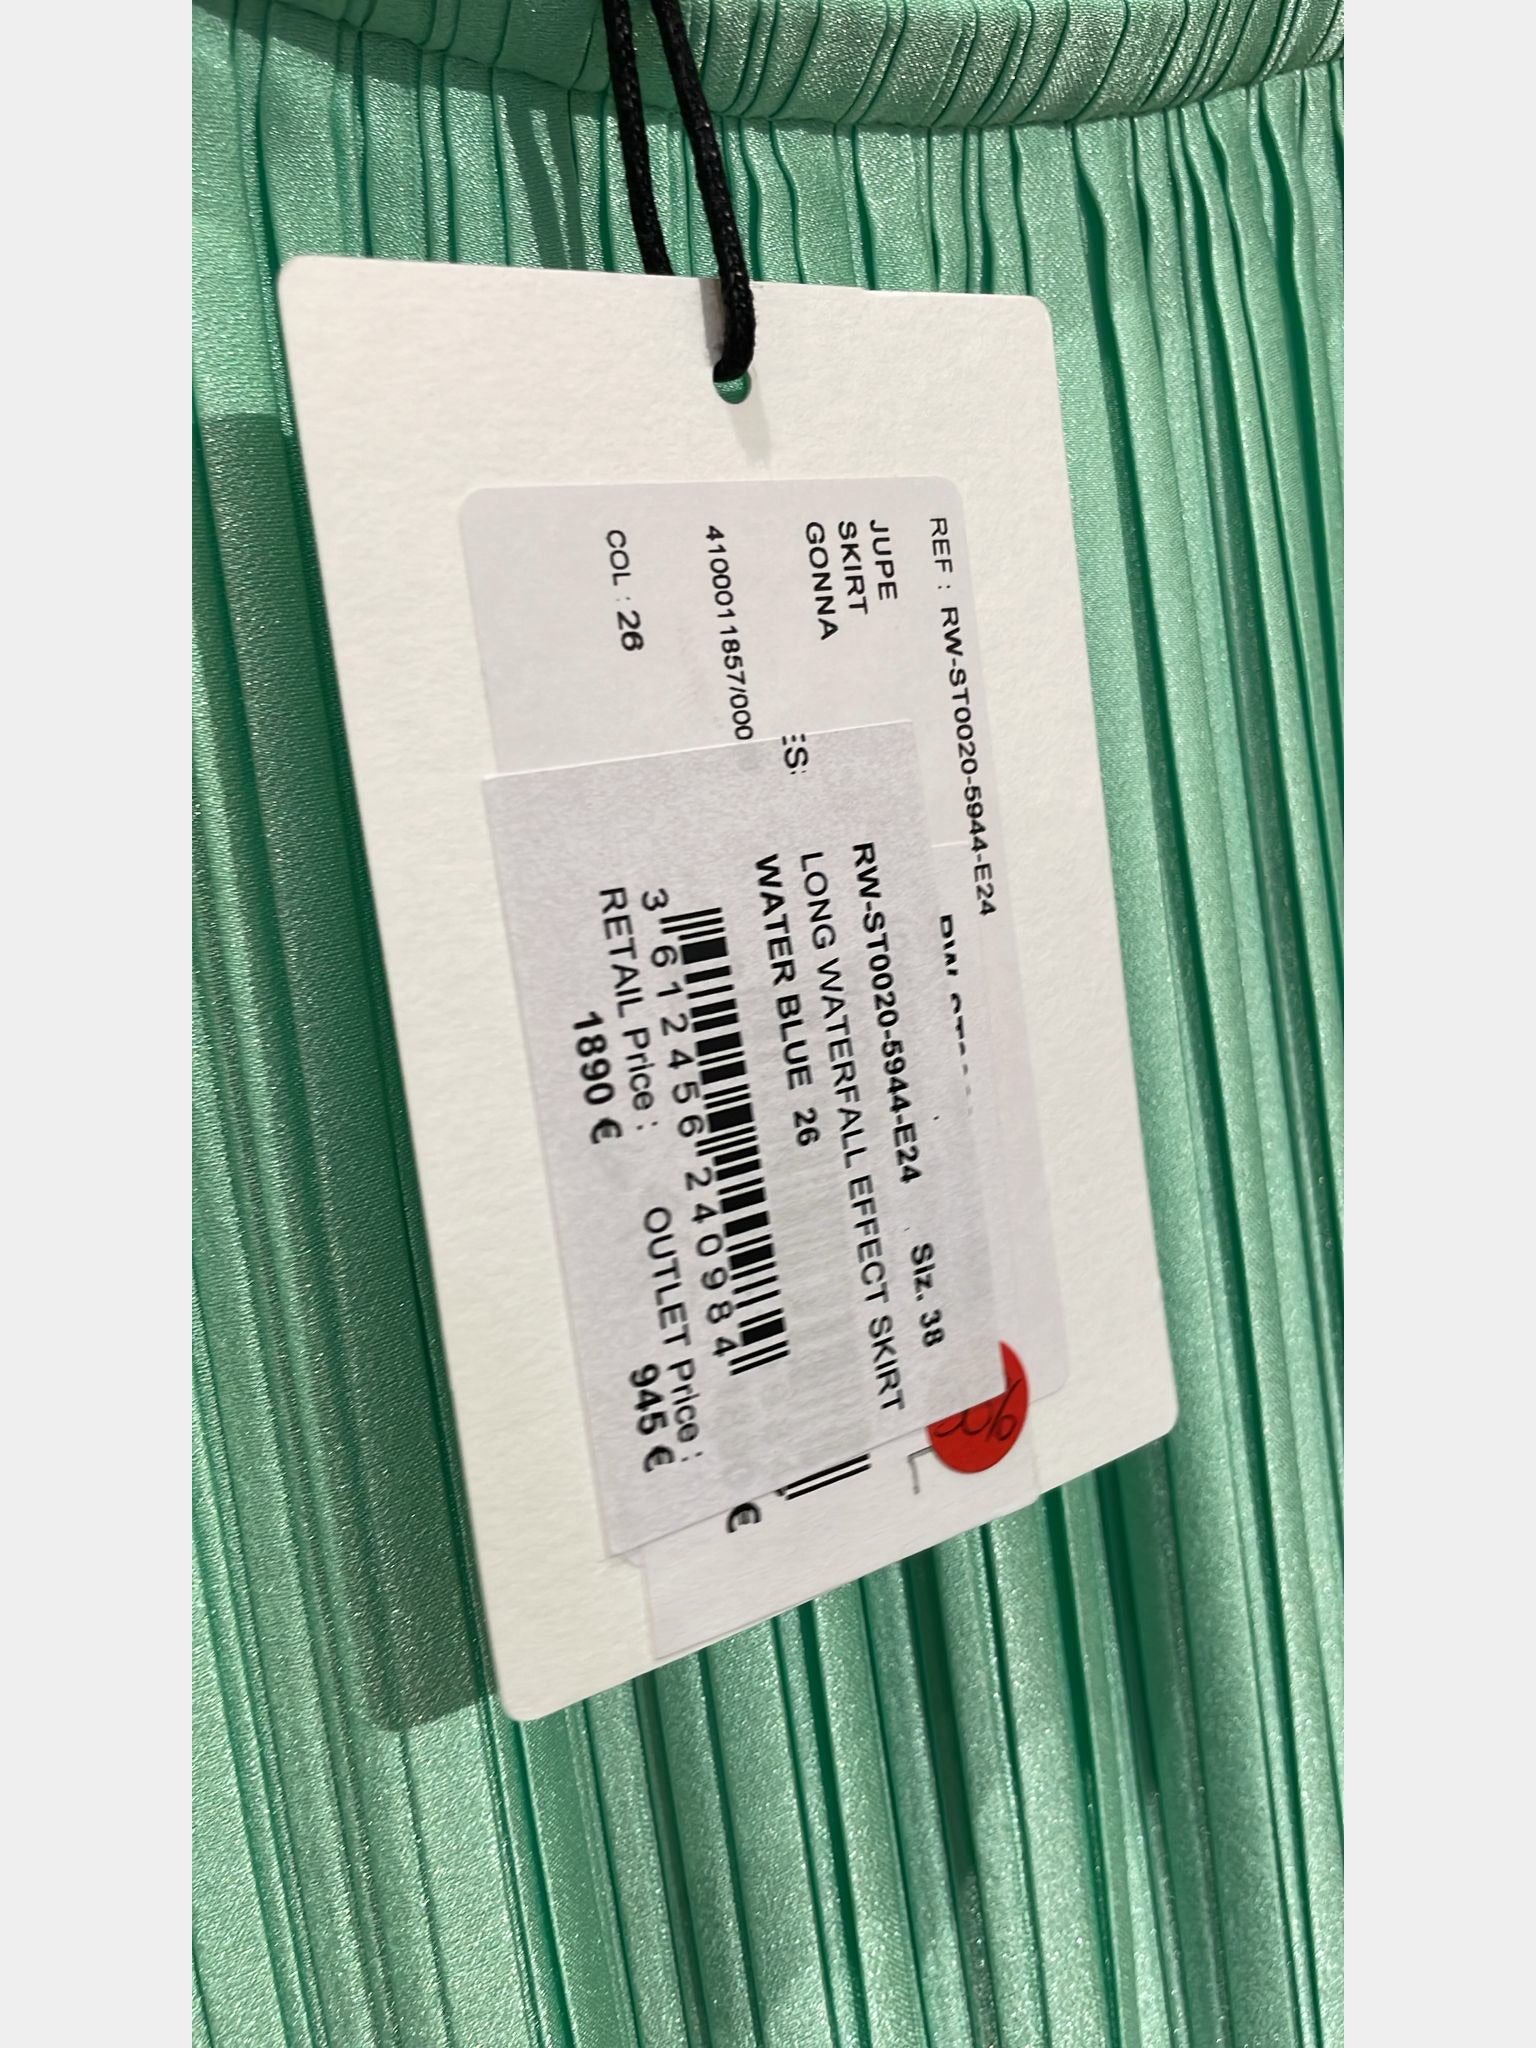 REF : RW-ST0020-5944-E24
JUPE
SKIRT
GONNA
4100011857/000
COL : 26
RW-ST0020-5944-E24 Siz. 38
LONG WATERFALL EFFECT SKIRT
WATER BLUE 26
3 612456 240984
RETAIL Price : OUTLET Price :
1890 € 945 €
€